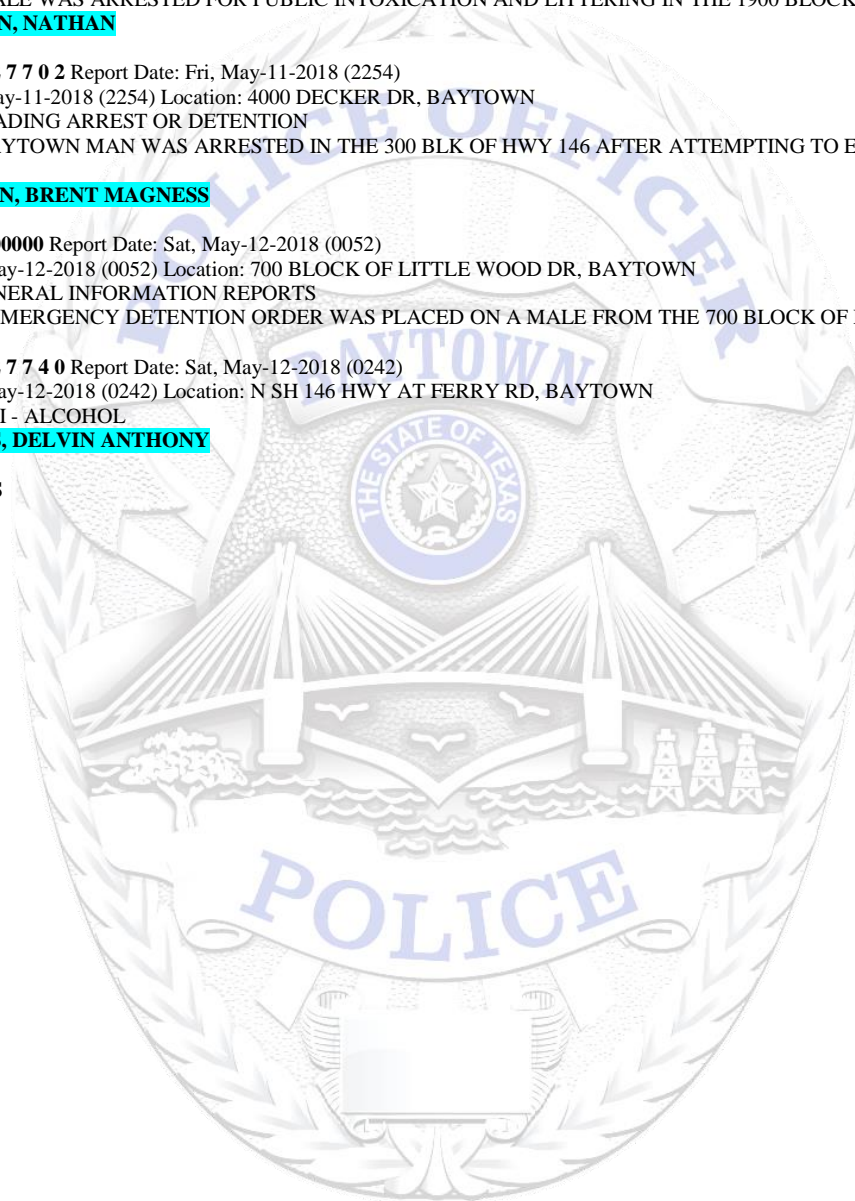 ALE WAS ARRESTED FOR PUBLIC INTOXICATION AND LITTERING IN THE 1900 BLOCK
N, NATHAN
7 7 0 2 Report Date: Fri, May-11-2018 (2254)
ay-11-2018 (2254) Location: 4000 DECKER DR, BAYTOWN
ADING ARREST OR DETENTION
AYTOWN MAN WAS ARRESTED IN THE 300 BLK OF HWY 146 AFTER ATTEMPTING TO E
N, BRENT MAGNESS
00000 Report Date: Sat, May-12-2018 (0052)
ay-12-2018 (0052) Location: 700 BLOCK OF LITTLE WOOD DR, BAYTOWN
NERAL INFORMATION REPORTS
EMERGENCY DETENTION ORDER WAS PLACED ON A MALE FROM THE 700 BLOCK OF
7 7 4 0 Report Date: Sat, May-12-2018 (0242)
ay-12-2018 (0242) Location: N SH 146 HWY AT FERRY RD, BAYTOWN
I - ALCOHOL
S, DELVIN ANTHONY
S
POLICE OFFICER
BAYTOWN
THE STATE OF TEXAS
POLICE